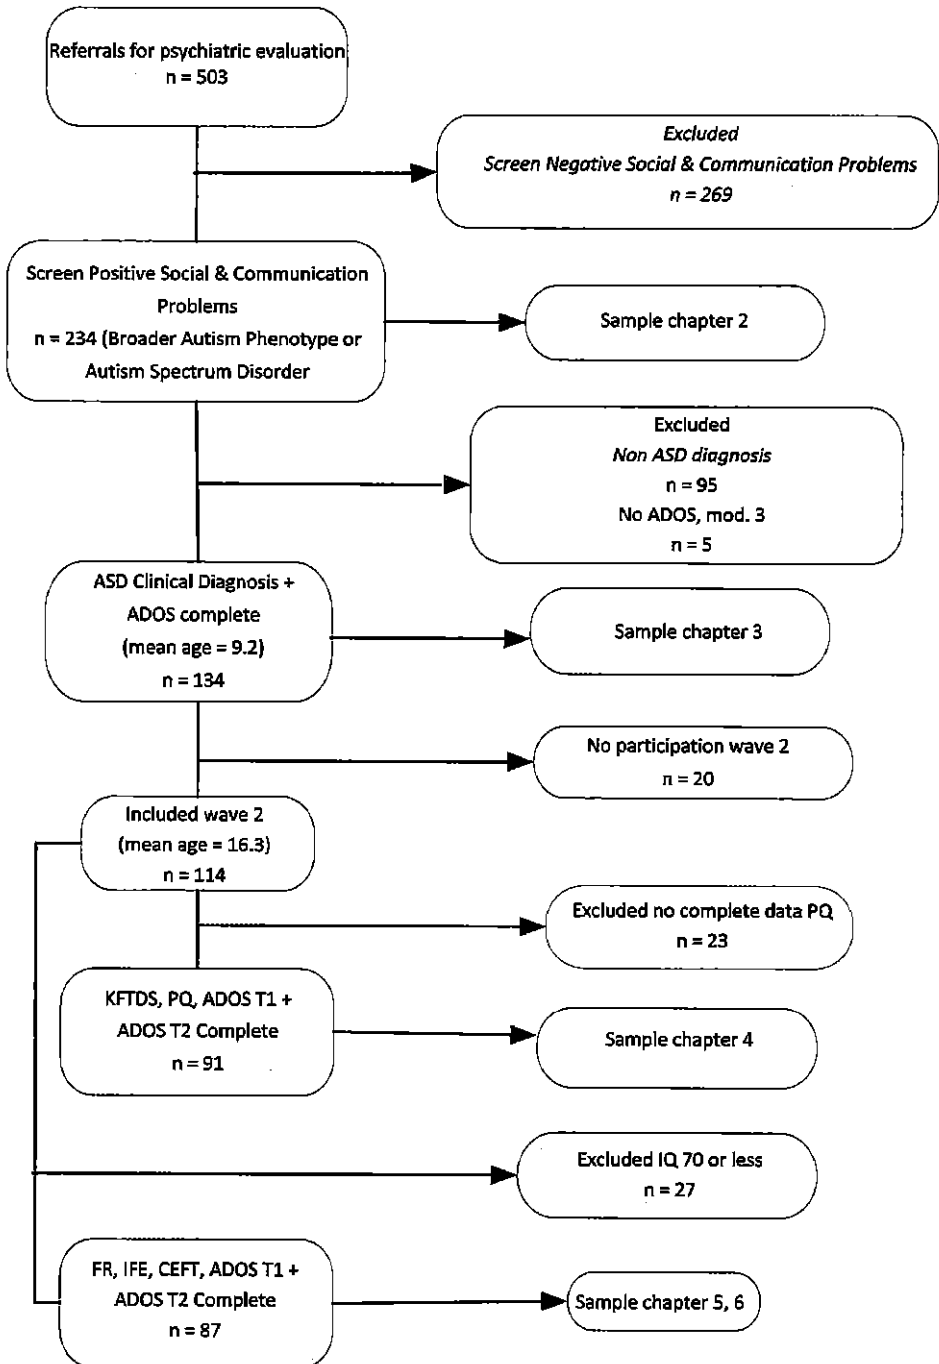 Referrals for psychiatric evaluation
n = 503
Excluded
Screen Negative Social & Communication Problems
n = 269
Screen Positive Social & Communication
Problems
n = 234 (Broader Autism Phenotype or
Autism Spectrum Disorder
Sample chapter 2
Excluded
Non ASD diagnosis
n = 95
No ADOS, mod. 3
n = 5
ASD Clinical Diagnosis +
ADOS complete
(mean age = 9.2)
n = 134
Sample chapter 3
No participation wave 2
n = 20
Included wave 2
(mean age = 16.3)
n = 114
Excluded no complete data PQ
n = 23
KFTDS, PQ, ADOS T1 +
ADOS T2 Complete
n = 91
Sample chapter 4
Excluded IQ 70 or less
n = 27
FR, IFE, CEFT, ADOS T1 +
ADOS T2 Complete
n = 87
Sample chapter 5, 6